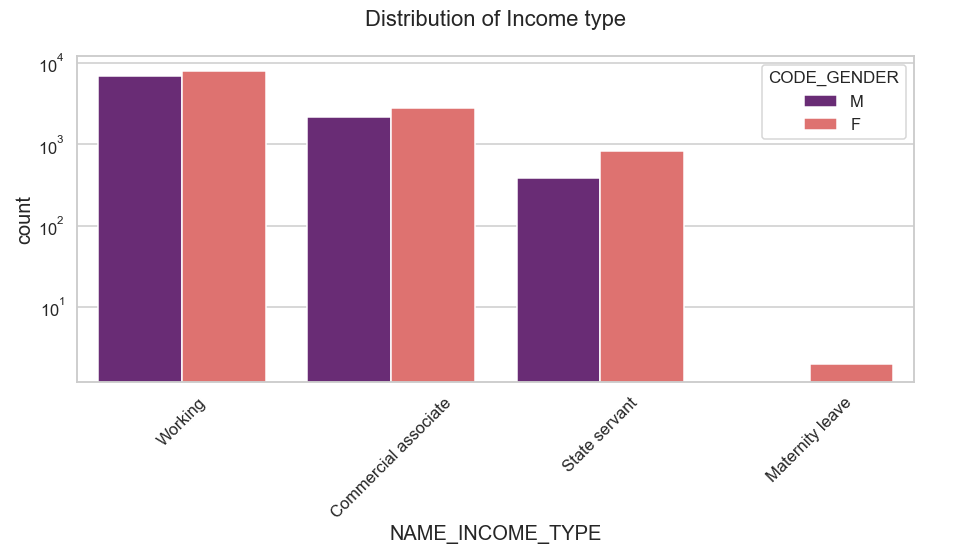 Distribution of Income type
10^4
10^3
10^2
10^1
count
CODE_GENDER
M
F
Working
Commercial associate
State servant
Maternity leave
NAME_INCOME_TYPE